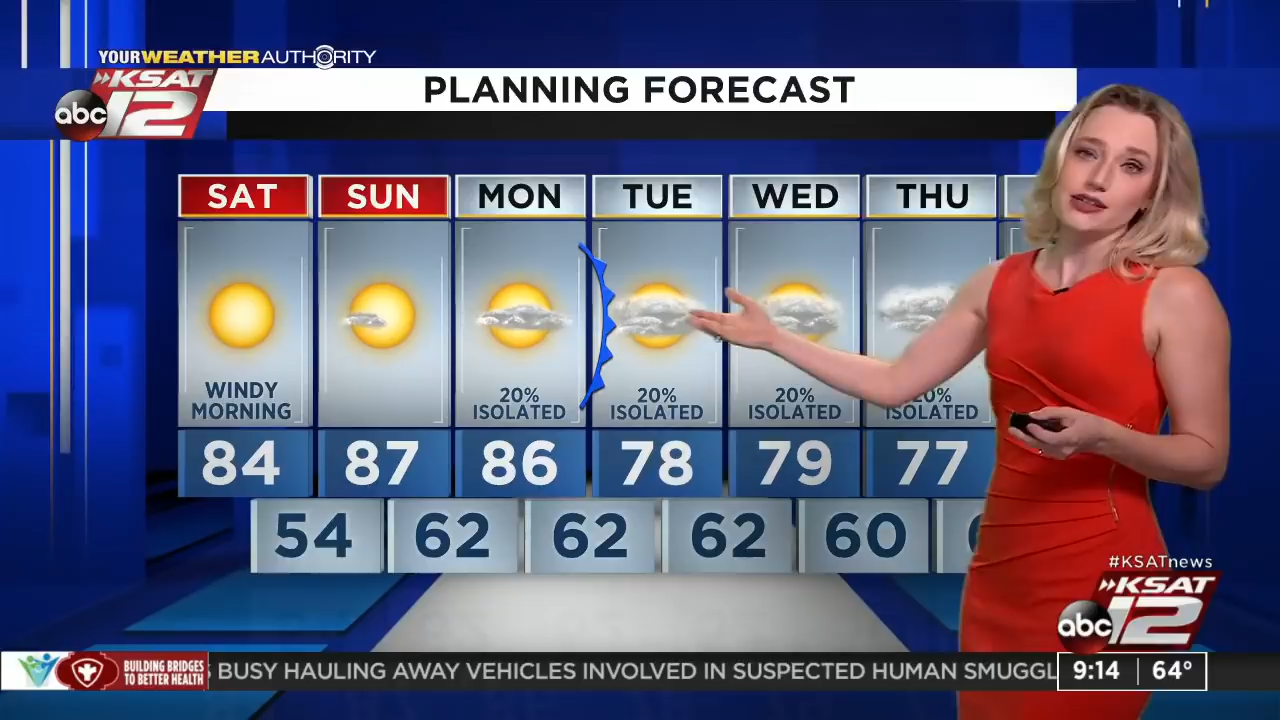 YOURWEATHERAUTHORITY
KSAT
abc 12
PLANNING FORECAST
SAT SUN MON TUE WED THU
WINDY MORNING
20% ISOLATED
20% ISOLATED
20% ISOLATED
20% ISOLATED
84 87 86 78 79 77
54 62 62 62 60
#KSATnews
KSAT
abc 12
BUILDING BRIDGES
TO BETTER HEALTH
BUSY HAULING AWAY VEHICLES INVOLVED IN SUSPECTED HUMAN SMUGGL
9:14 64°